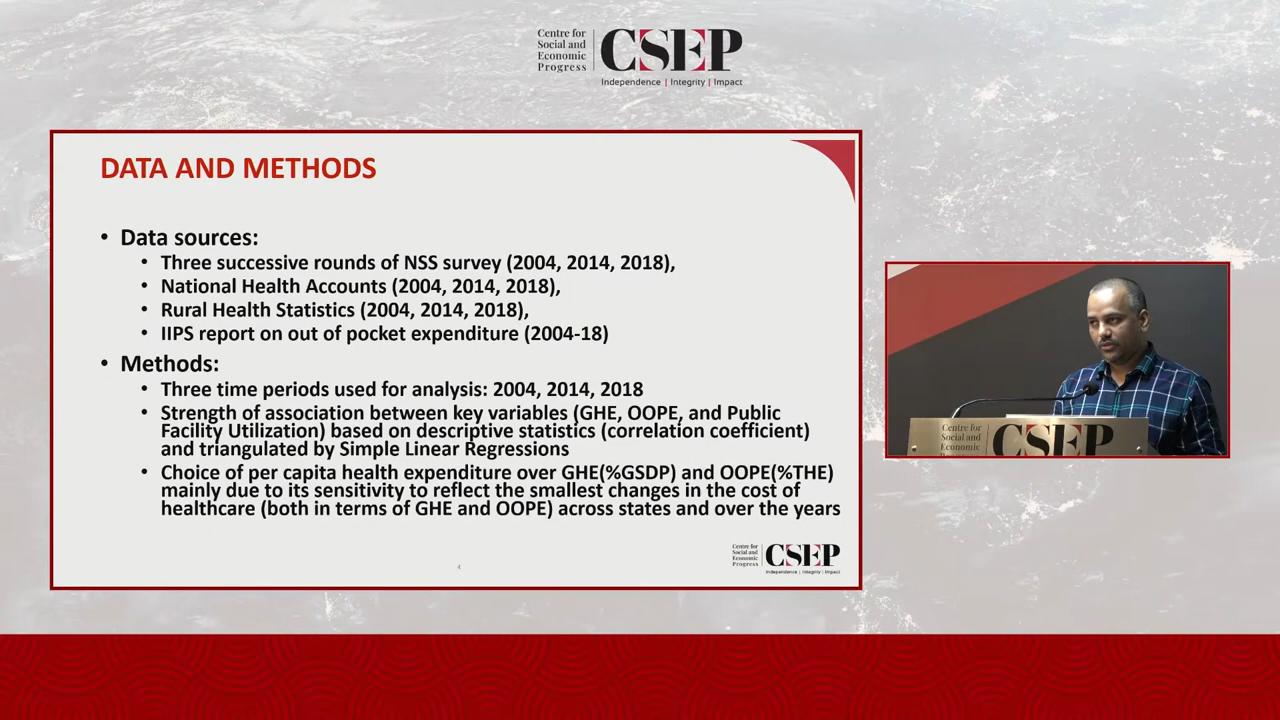 Centre for
Social and
Economic
Progress
CSEP
Independence | Integrity | Impact
DATA AND METHODS
• Data sources:
• Three successive rounds of NSS survey (2004, 2014, 2018),
• National Health Accounts (2004, 2014, 2018),
• Rural Health Statistics (2004, 2014, 2018),
• IIPS report on out of pocket expenditure (2004-18)
• Methods:
• Three time periods used for analysis: 2004, 2014, 2018
• Strength of association between key variables (GHE, OOPE, and Public
Facility Utilization) based on descriptive statistics (correlation coefficient)
and triangulated by Simple Linear Regressions
• Choice of per capita health expenditure over GHE(%GSDP) and OOPE(%THE)
mainly due to its sensitivity to reflect the smallest changes in the cost of
healthcare (both in terms of GHE and OOPE) across states and over the years
4
Centre for
Social and
Economic
Progress
CSEP
Independence | Integrity | Impact
Centre for
Social and
Economic
CSEP